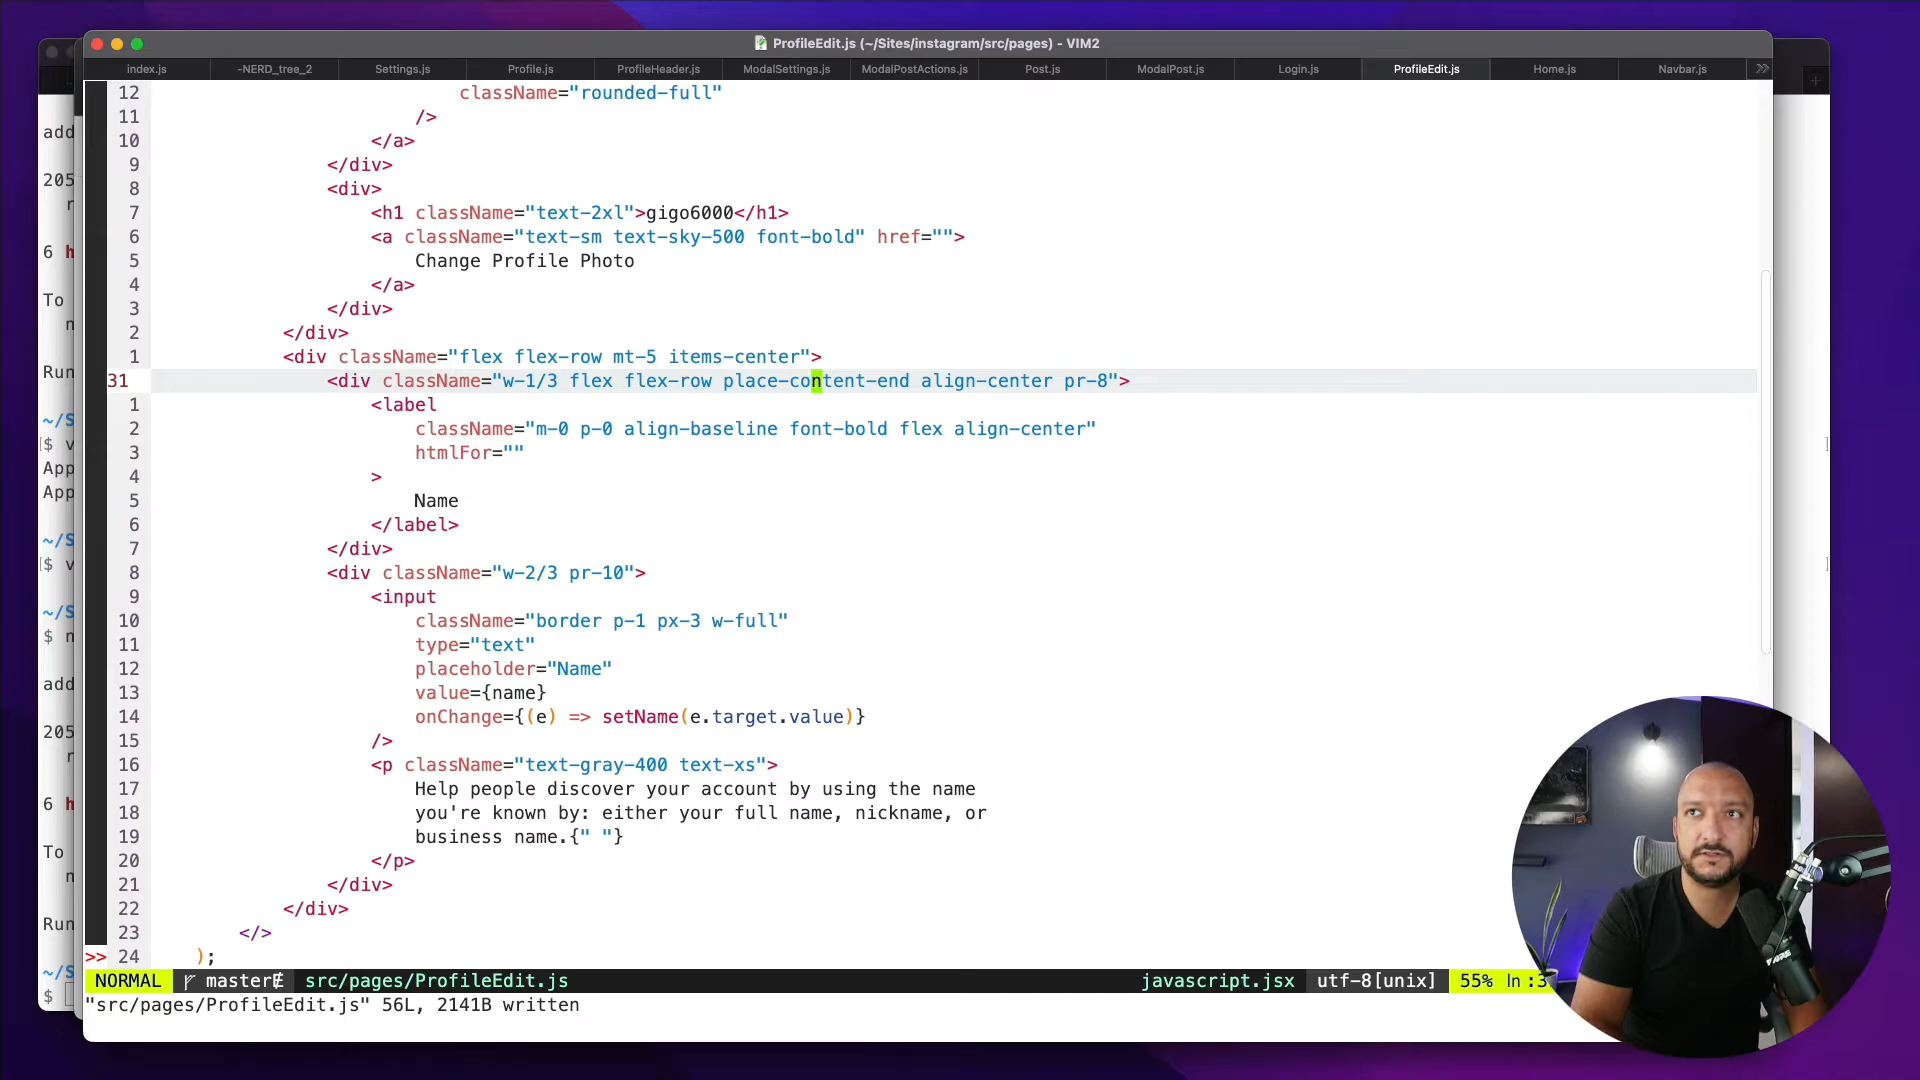 ProfileEdit.js (~/Sites/instagram/src/pages) - VIM2
index.js -NERD_tree_2 Settings.js Profile.js ProfileHeader.js ModalSettings.js ModalPostActions.js Post.js ModalPost.js Login.js ProfileEdit.js Home.js Navbar.js >>
12 className="rounded-full"
11 />
10 </a>
9 </div>
8 <div>
7 <h1 className="text-2xl">gigo6000</h1>
6 <a className="text-sm text-sky-500 font-bold" href="">
5 Change Profile Photo
4 </a>
3 </div>
2 </div>
1 <div className="flex flex-row mt-5 items-center">
31 <div className="w-1/3 flex flex-row place-content-end align-center pr-8">
1 <label
2 className="m-0 p-0 align-baseline font-bold flex align-center"
3 htmlFor=""
4 >
5 Name
6 </label>
7 </div>
8 <div className="w-2/3 pr-10">
9 <input
10 className="border p-1 px-3 w-full"
11 type="text"
12 placeholder="Name"
13 value={name}
14 onChange={(e) => setName(e.target.value)}
15 />
16 <p className="text-gray-400 text-xs">
17 Help people discover your account by using the name
18 you're known by: either your full name, nickname, or
19 business name.{" "}
20 </p>
21 </div>
22 </div>
23 </>
>> 24 );
NORMAL master src/pages/ProfileEdit.js javascript.jsx utf-8[unix] 55% ln :3
"src/pages/ProfileEdit.js" 56L, 2141B written
add
205
r
6 h
To
n
Run
~/S
$ v
App
App
~/S
$ v
~/S
$ n
add
205
r
6 h
To
n
Run
~/S
$